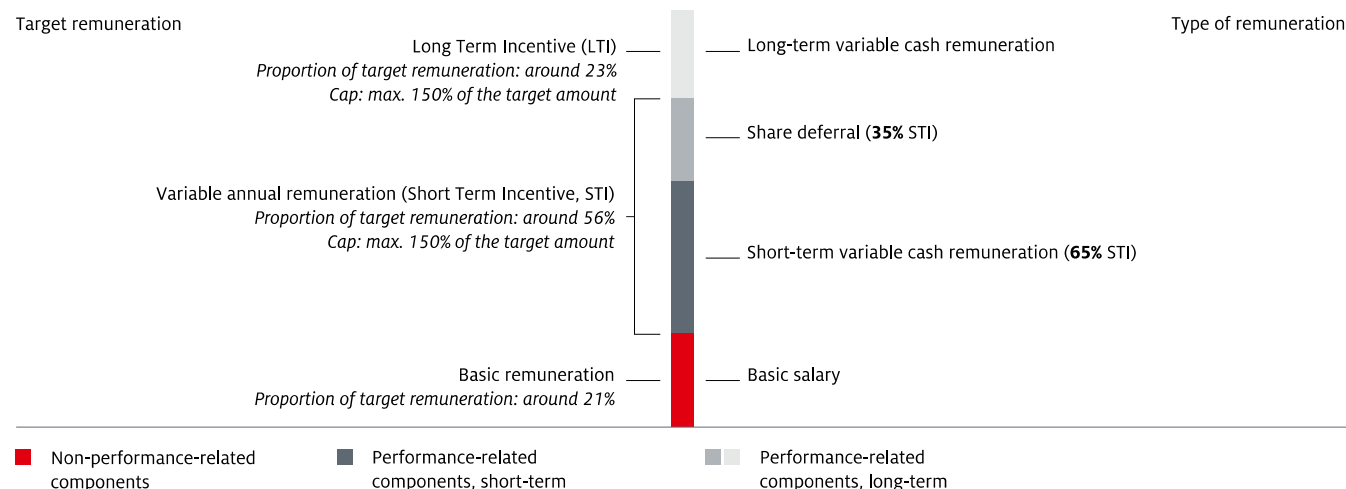 Target remuneration
Type of remuneration
Long Term Incentive (LTI)
Proportion of target remuneration: around 23%
Cap: max. 150% of the target amount
Long-term variable cash remuneration
Share deferral (35% STI)
Variable annual remuneration (Short Term Incentive, STI)
Proportion of target remuneration: around 56%
Cap: max. 150% of the target amount
Short-term variable cash remuneration (65% STI)
Basic remuneration
Proportion of target remuneration: around 21%
Basic salary
Non-performance-related
components
Performance-related
components, short-term
Performance-related
components, long-term